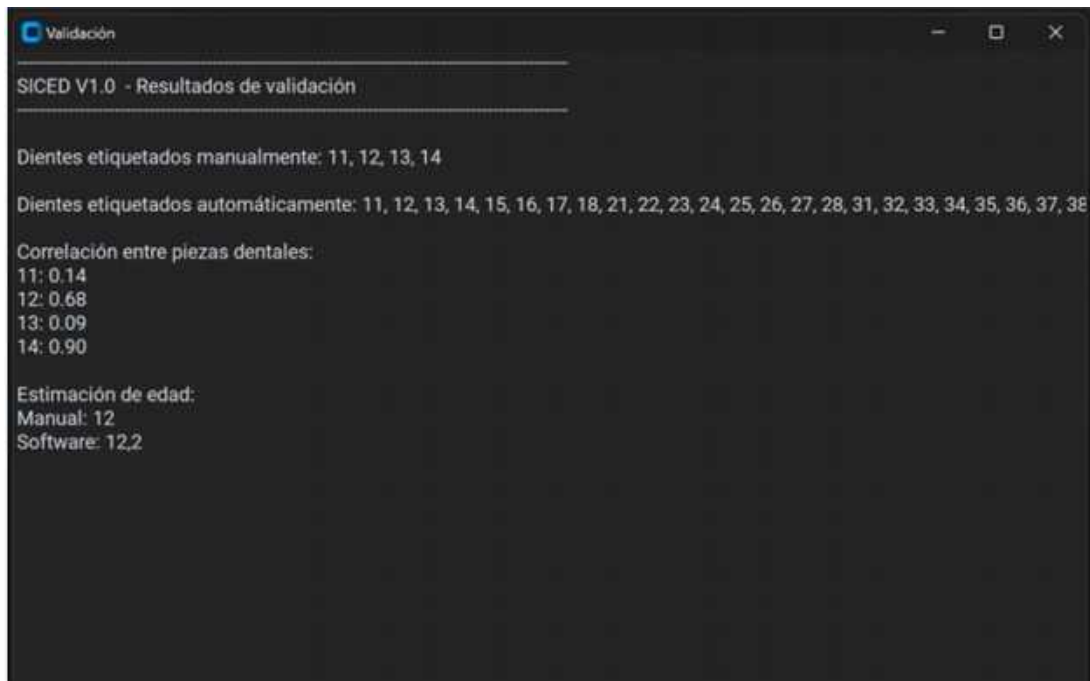 Validación
SICED V1.0 - Resultados de validación
Dientes etiquetados manualmente: 11, 12, 13, 14
Dientes etiquetados automáticamente: 11, 12, 13, 14, 15, 16, 17, 18, 21, 22, 23, 24, 25, 26, 27, 28, 31, 32, 33, 34, 35, 36, 37, 38
Correlación entre piezas dentales:
11: 0.14
12: 0.68
13: 0.09
14: 0.90
Estimación de edad:
Manual: 12
Software: 12,2